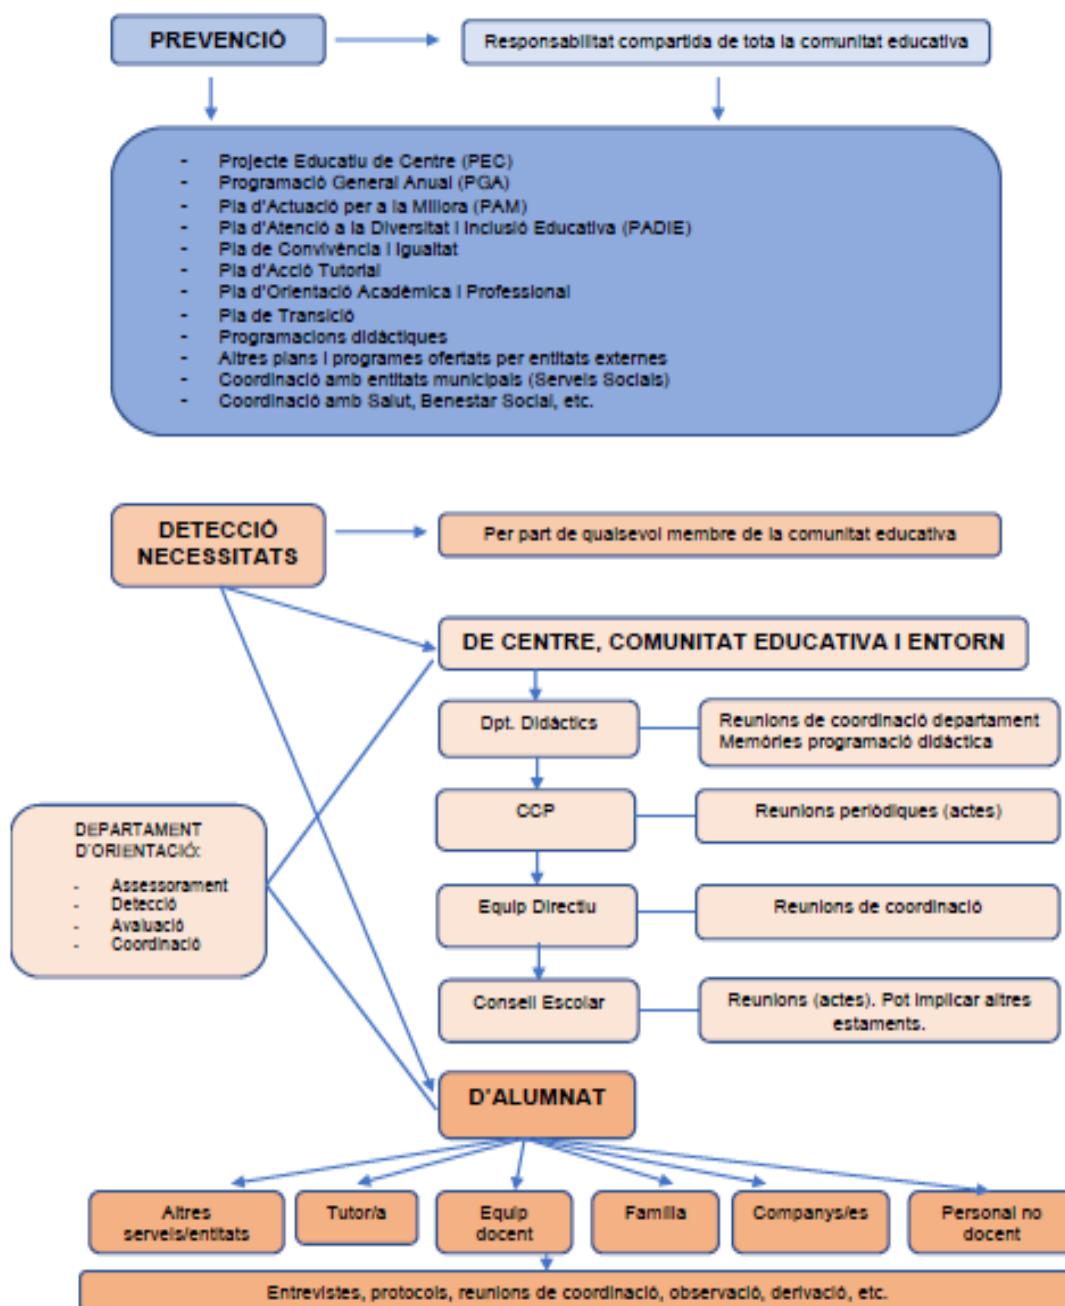 PREVENCIÓ
Responsabilitat compartida de tota la comunitat educativa
- Projecte Educatiu de Centre (PEC)
- Programació General Anual (PGA)
- Pla d'Actuació per a la Millora (PAM)
- Pla d'Atenció a la Diversitat i Inclusió Educativa (PADIE)
- Pla de Convivència i Igualtat
- Pla d'Acció Tutorial
- Pla d'Orientació Acadèmica i Professional
- Pla de Transició
- Programacions didàctiques
- Altres plans i programes ofertats per entitats externes
- Coordinació amb entitats municipals (Serveis Socials)
- Coordinació amb Salut, Benestar Social, etc.
DETECCIÓ
NECESSITATS
Per part de qualsevol membre de la comunitat educativa
DE CENTRE, COMUNITAT EDUCATIVA I ENTORN
Dpt. Didàctics
Reunions de coordinació departament
Memòries programació didàctica
CCP
Reunions periòdiques (actes)
DEPARTAMENT
D'ORIENTACIÓ:
- Assessorament
- Detecció
- Avaluació
- Coordinació
Equip Directiu
Reunions de coordinació
Consell Escolar
Reunions (actes). Pot implicar altres
estaments.
D'ALUMNAT
Altres
serveis/entitats
Tutor/a
Equip
docent
Família
Companys/es
Personal no
docent
Entrevistes, protocols, reunions de coordinació, observació, derivació, etc.